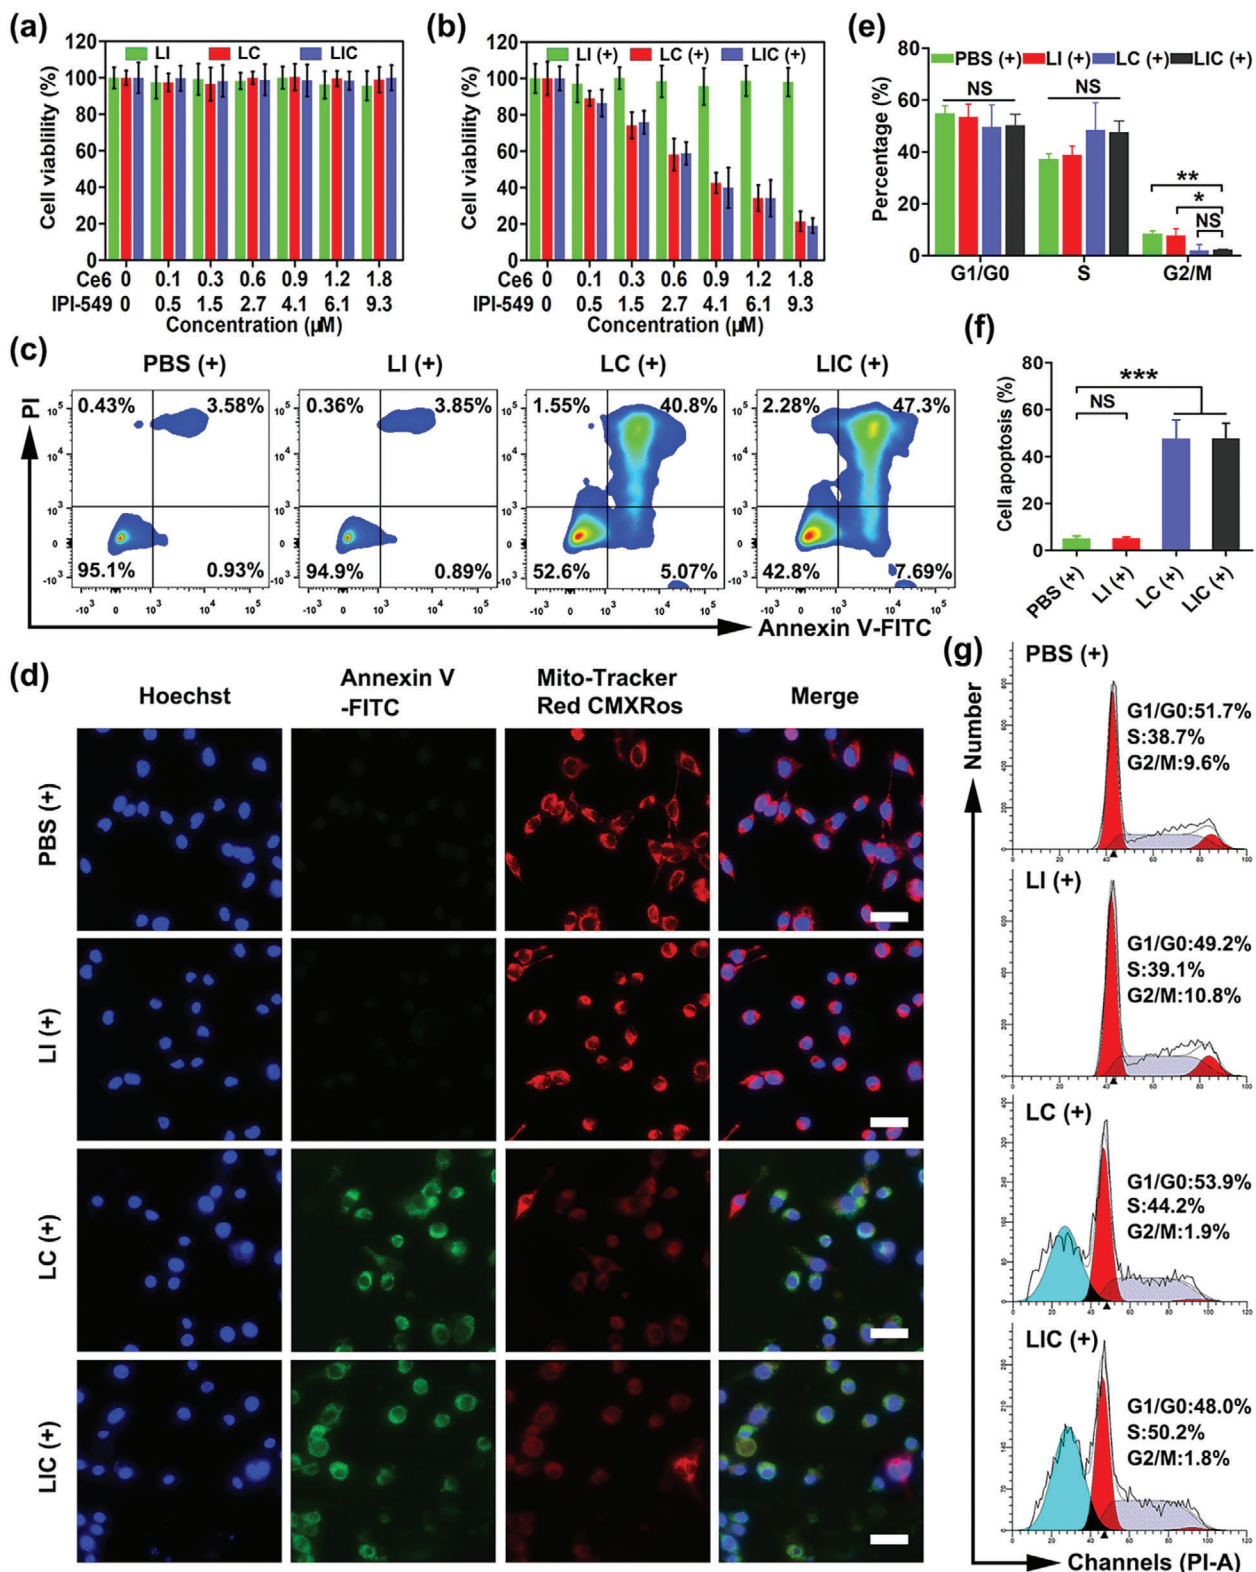 (a)
120
100
80
60
40
20
0
Cell viablility (%)
LI LC LIC
Ce6 0 0.1 0.3 0.6 0.9 1.2 1.8
IPI-549 0 0.5 1.5 2.7 4.1 6.1 9.3
Concentration (µM)
(b)
120
100
80
60
40
20
0
Cell viablility (%)
LI (+) LC (+) LIC (+)
Ce6 0 0.1 0.3 0.6 0.9 1.2 1.8
IPI-549 0 0.5 1.5 2.7 4.1 6.1 9.3
Concentration (µM)
(e)
80
60
40
20
0
Percentage (%)
PBS (+) LI (+) LC (+) LIC (+)
NS NS
**
*
NS
G1/G0 S G2/M
(c)
PBS (+) LI (+) LC (+) LIC (+)
PI
0.43% 3.58% 0.36% 3.85% 1.55% 40.8% 2.28% 47.3%
95.1% 0.93% 94.9% 0.89% 52.6% 5.07% 42.8% 7.69%
Annexin V-FITC
(f)
80
60
40
20
0
Cell apoptosis (%)
***
NS
PBS (+) LI (+) LC (+) LIC (+)
(d)
Hoechst
Annexin V
-FITC
Mito-Tracker
Red CMXRos
Merge
PBS (+)
LI (+)
LC (+)
LIC (+)
(g)
Number
PBS (+)
G1/G0:51.7%
S:38.7%
G2/M:9.6%
LI (+)
G1/G0:49.2%
S:39.1%
G2/M:10.8%
LC (+)
G1/G0:53.9%
S:44.2%
G2/M:1.9%
LIC (+)
G1/G0:48.0%
S:50.2%
G2/M:1.8%
Channels (PI-A)